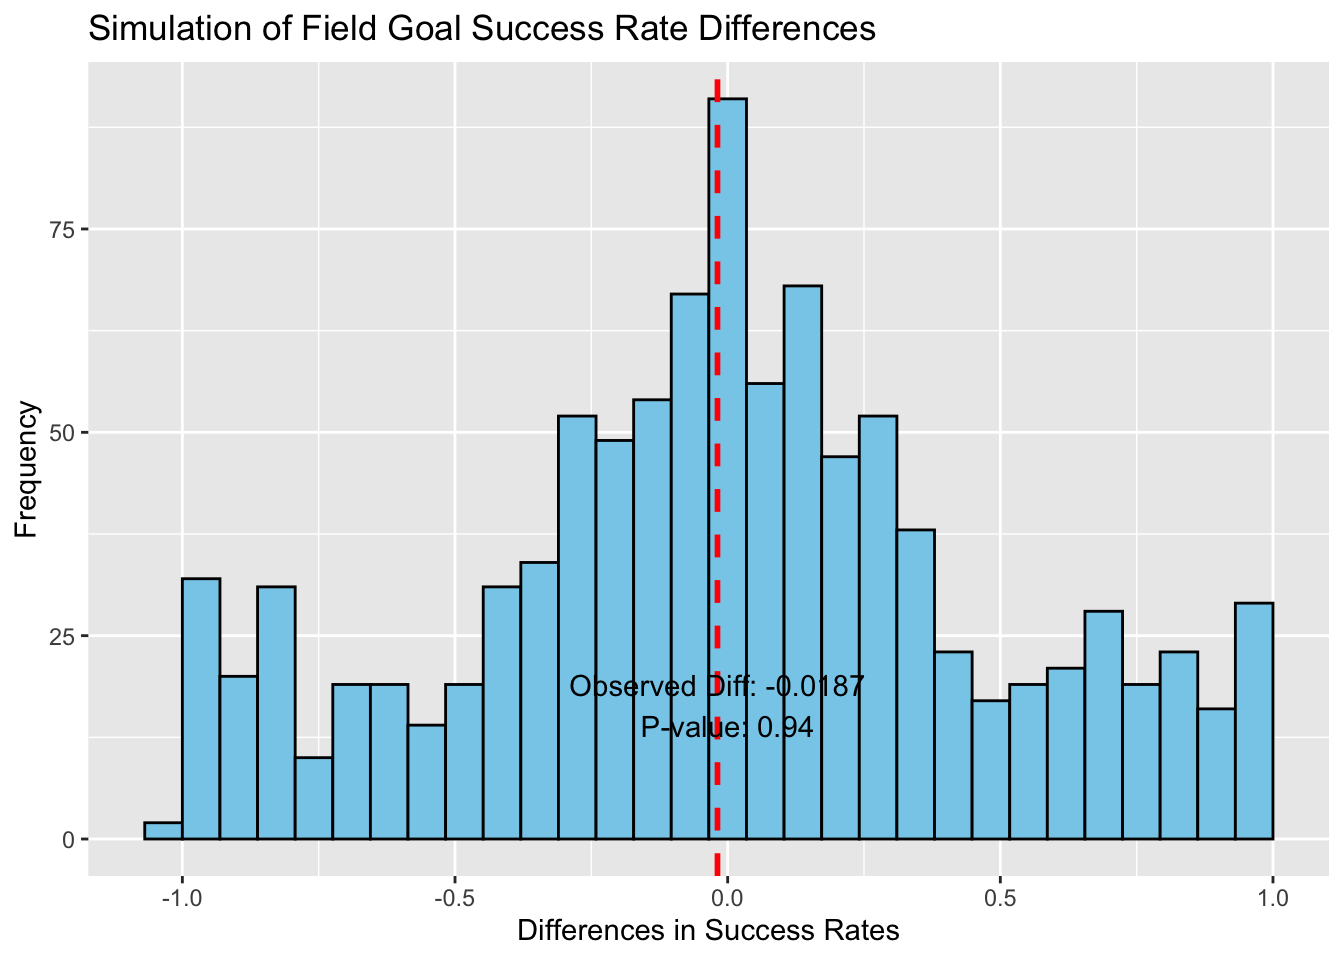 Simulation of Field Goal Success Rate Differences
Frequency
75
50
25
0
Observed Diff: -0.0187
P-value: 0.94
-1.0
-0.5
0.0
0.5
1.0
Differences in Success Rates